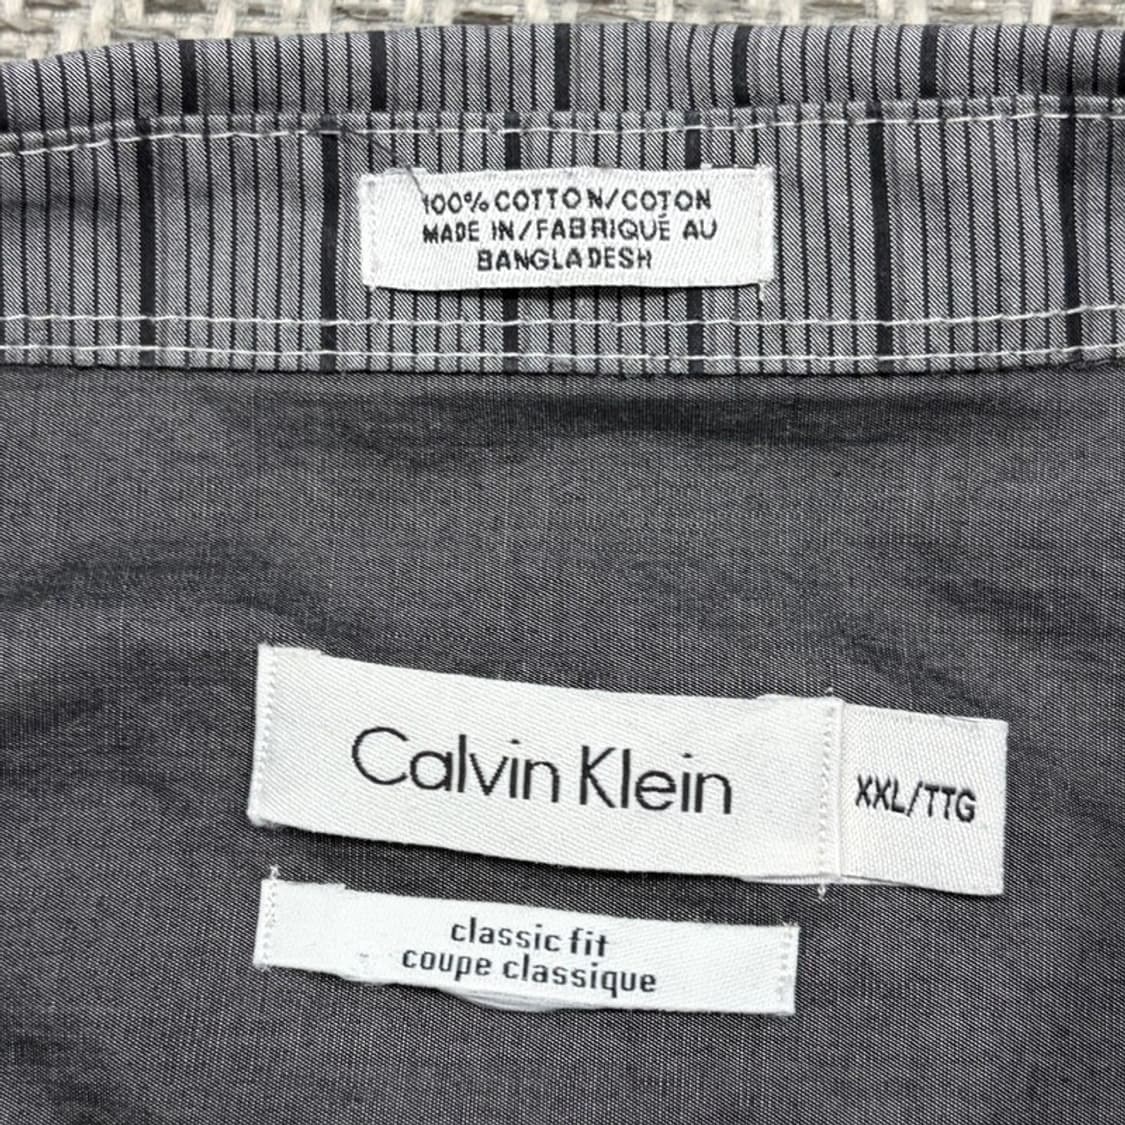 100% COTTON/COTON
MADE IN/FABRIQUÉ AU
BANGLADESH
Calvin Klein
XXL/TTG
classic fit
coupe classique